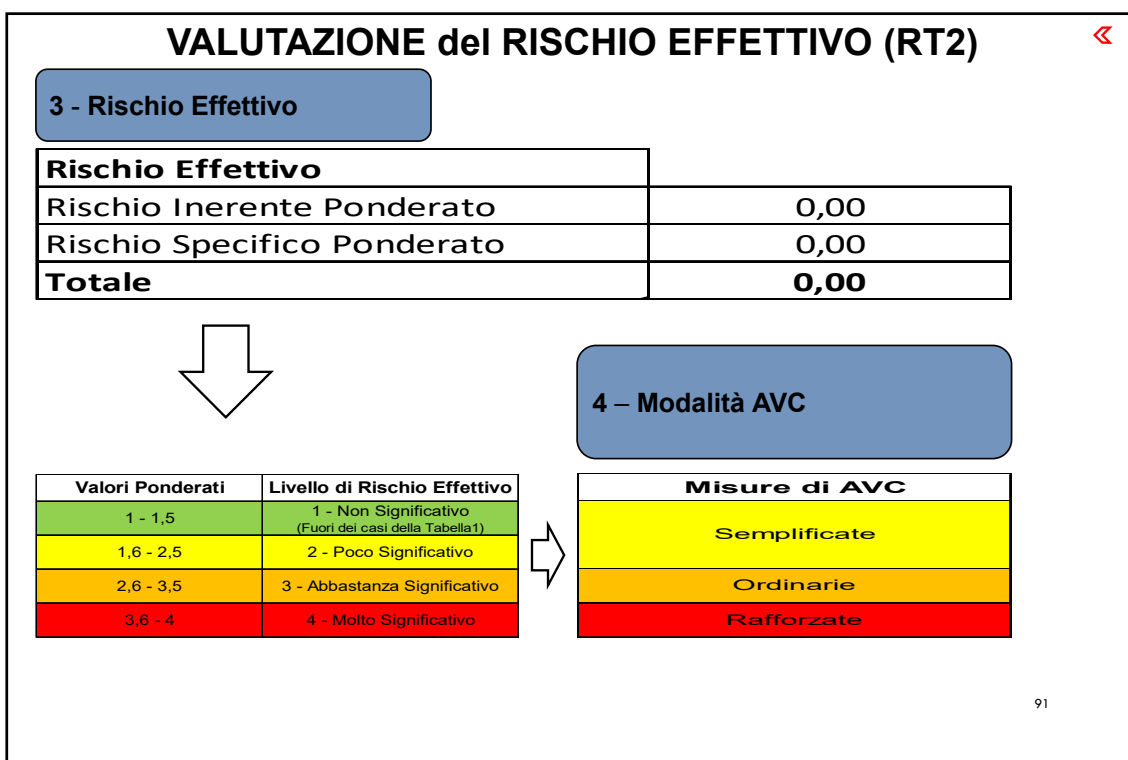 VALUTAZIONE del RISCHIO EFFETTIVO (RT2)
3 - Rischio Effettivo
Rischio Effettivo
Rischio Inerente Ponderato 0,00
Rischio Specifico Ponderato 0,00
Totale 0,00
4 – Modalità AVC
Valori Ponderati Livello di Rischio Effettivo
1 - 1,5 1 - Non Significativo
(Fuori dei casi della Tabella1)
1,6 - 2,5 2 - Poco Significativo
2,6 - 3,5 3 - Abbastanza Significativo
3,6 - 4 4 - Molto Significativo
Misure di AVC
Semplificate
Ordinarie
Rafforzate
91